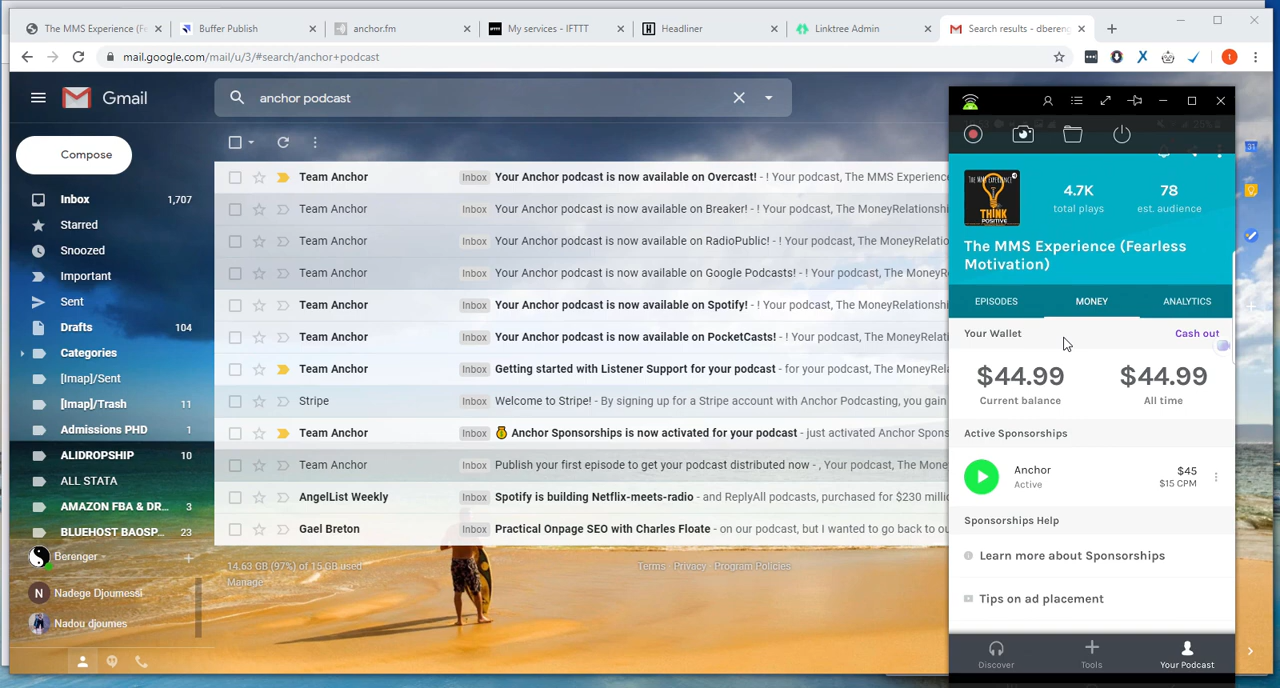 The MMS Experience (Fe
Buffer Publish
anchor.fm
My services - IFTTT
Headliner
Linktree Admin
Search results - dbereng
mail.google.com/mail/u/3/#search/anchor+podcast
Gmail
anchor podcast
Compose
Inbox 1,707
Starred
Snoozed
Important
Sent
Drafts 104
Categories
[Imap]/Sent
[Imap]/Trash 11
Admissions PHD 1
ALIDROPSHIP 10
ALL STATA
AMAZON FBA & DR... 3
BLUEHOST BAOSP... 23
Berenger
Nadege Djoumessi
Nadou djoumes
Team Anchor Inbox Your Anchor podcast is now available on Overcast! - ! Your podcast, The MMS Experience
Team Anchor Inbox Your Anchor podcast is now available on Breaker! - ! Your podcast, The MoneyRelationshi
Team Anchor Inbox Your Anchor podcast is now available on RadioPublic! - ! Your podcast, The MoneyRelatio
Team Anchor Inbox Your Anchor podcast is now available on Google Podcasts! - ! Your podcast, The MoneyRel
Team Anchor Inbox Your Anchor podcast is now available on Spotify! - ! Your podcast, The MoneyRelationshi
Team Anchor Inbox Your Anchor podcast is now available on PocketCasts! - ! Your podcast, The MoneyRelatio
Team Anchor Inbox Getting started with Listener Support for your podcast - for your podcast, The MoneyRela
Stripe Inbox Welcome to Stripe! - By signing up for a Stripe account with Anchor Podcasting, you gain
Team Anchor Inbox Anchor Sponsorships is now activated for your podcast - just activated Anchor Spons
Team Anchor Inbox Publish your first episode to get your podcast distributed now - , Your podcast, The Mone
AngelList Weekly Inbox Spotify is building Netflix-meets-radio - and ReplyAll podcasts, purchased for $230 milli
Gael Breton Inbox Practical Onpage SEO with Charles Floate - on our podcast, but I wanted to go back to ou
14.63 GB (97%) of 15 GB used
Manage
Terms · Privacy · Program Policies
THE MMS EXPERIENCE
THINK
POSITIVE
4.7K
total plays
78
est. audience
The MMS Experience (Fearless
Motivation)
EPISODES MONEY ANALYTICS
Your Wallet Cash out
$44.99 $44.99
Current balance All time
Active Sponsorships
Anchor $45
Active $15 CPM
Sponsorships Help
Learn more about Sponsorships
Tips on ad placement
Discover Tools Your Podcast